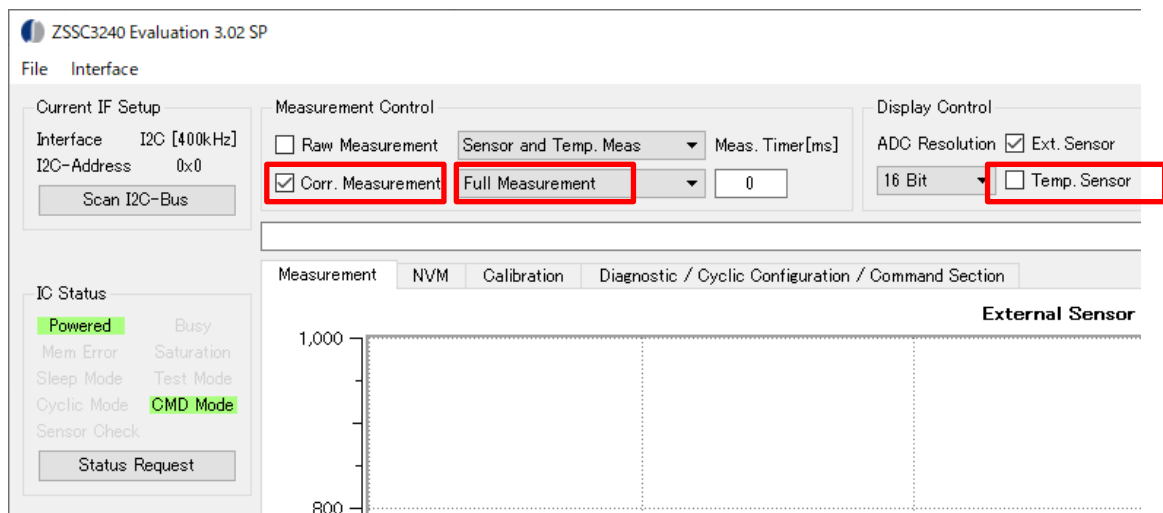 ZSSC3240 Evaluation 3.02 SP
File Interface
Current IF Setup
Interface I2C [400kHz]
I2C-Address 0x0
Scan I2C-Bus
Measurement Control
Raw Measurement Sensor and Temp. Meas Meas. Timer[ms]
Corr. Measurement Full Measurement 0
Display Control
ADC Resolution Ext. Sensor
16 Bit Temp. Sensor
Measurement NVM Calibration Diagnostic / Cyclic Configuration / Command Section
IC Status
Powered Busy
Mem Error Saturation
Sleep Mode Test Mode
Cyclic Mode CMD Mode
Sensor Check
Status Request
External Sensor
1,000
800